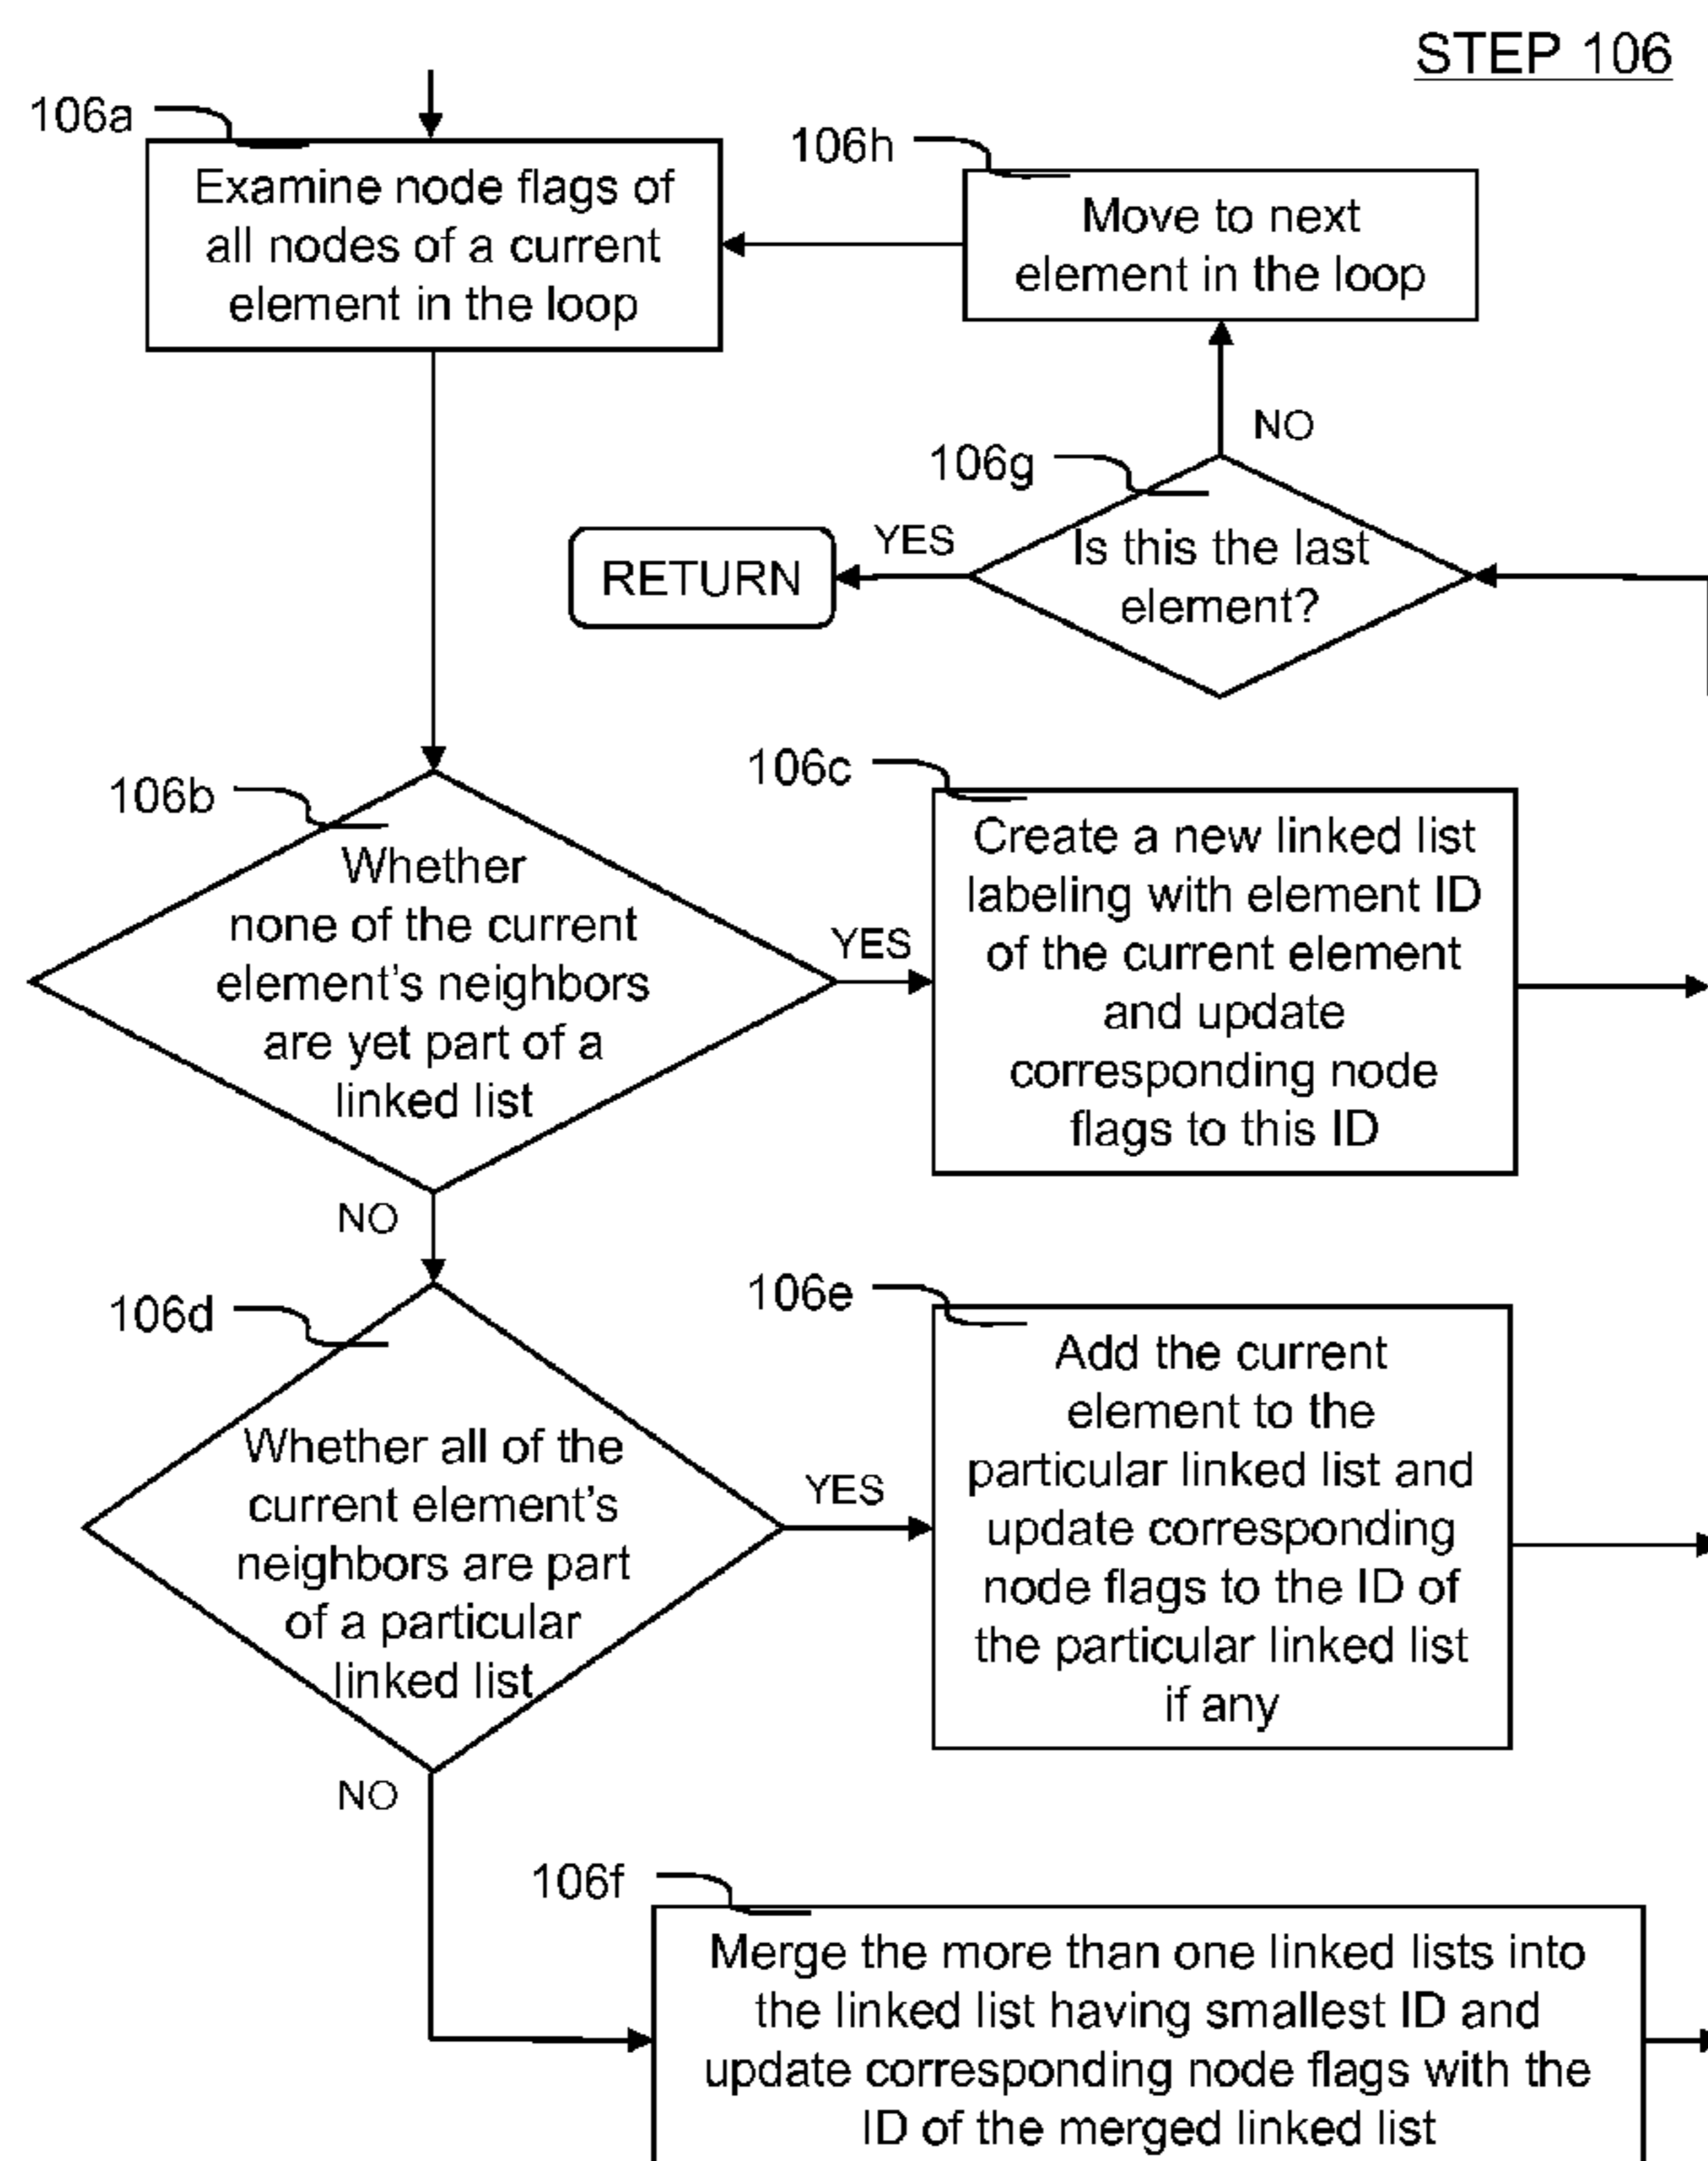 STEP 106
106a
Examine node flags of
all nodes of a current
element in the loop
106h
Move to next
element in the loop
NO
106g
Is this the last
element?
YES
RETURN
106b
Whether
none of the current
element's neighbors
are yet part of a
linked list
YES
106c
Create a new linked list
labeling with element ID
of the current element
and update
corresponding node
flags to this ID
NO
106d
Whether all of the
current element's
neighbors are part
of a particular
linked list
YES
106e
Add the current
element to the
particular linked list and
update corresponding
node flags to the ID of
the particular linked list
if any
NO
106f
Merge the more than one linked lists into
the linked list having smallest ID and
update corresponding node flags with the
ID of the merged linked list